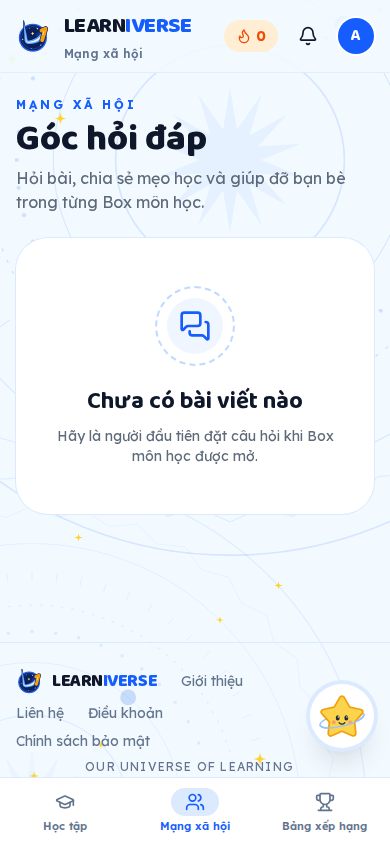 LEARNIVERSE
Mạng xã hội
0
A
MẠNG XÃ HỘI
Góc hỏi đáp
Hỏi bài, chia sẻ mẹo học và giúp đỡ bạn bè
trong từng Box môn học.
Chưa có bài viết nào
Hãy là người đầu tiên đặt câu hỏi khi Box
môn học được mở.
LEARNIVERSE
Giới thiệu
Liên hệ
Điều khoản
Chính sách bảo mật
OUR UNIVERSE OF LEARNING
Học tập
Mạng xã hội
Bảng xếp hạng